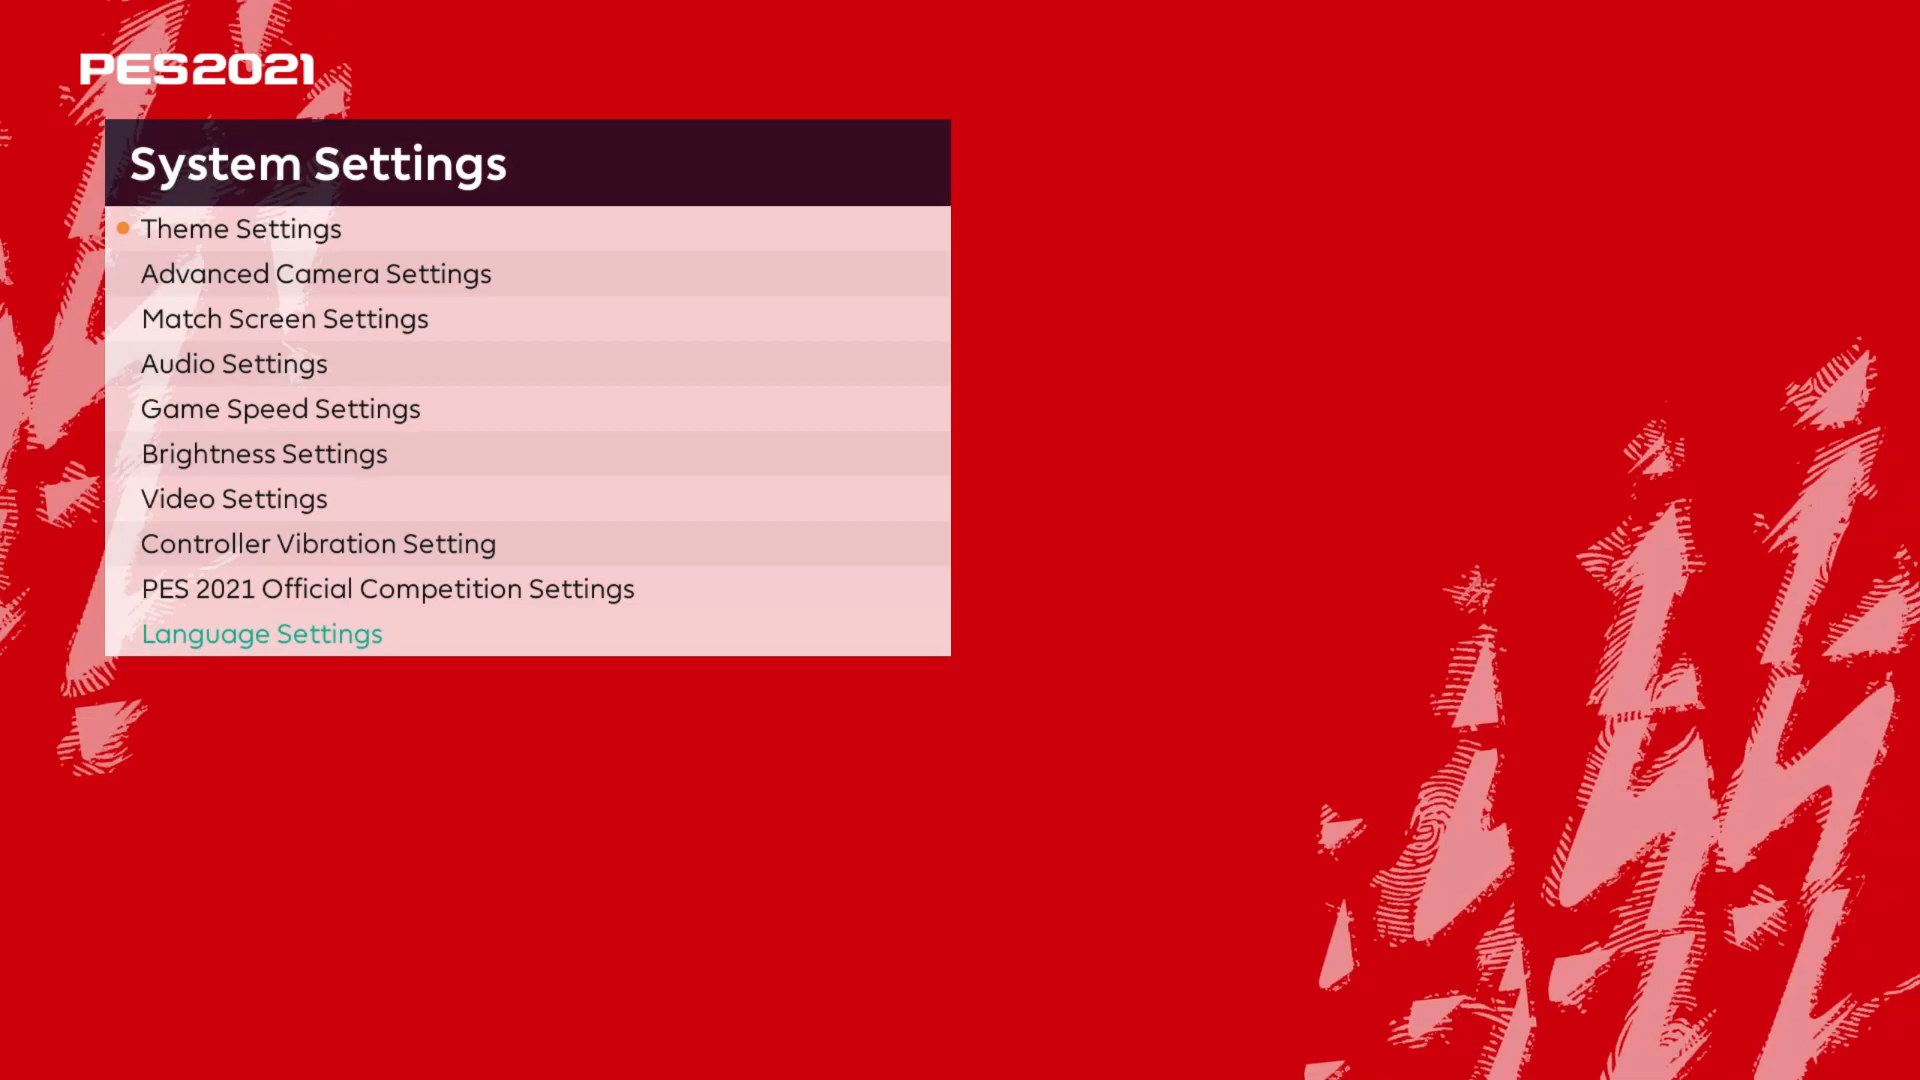 PES2021
System Settings
Theme Settings
Advanced Camera Settings
Match Screen Settings
Audio Settings
Game Speed Settings
Brightness Settings
Video Settings
Controller Vibration Setting
PES 2021 Official Competition Settings
Language Settings